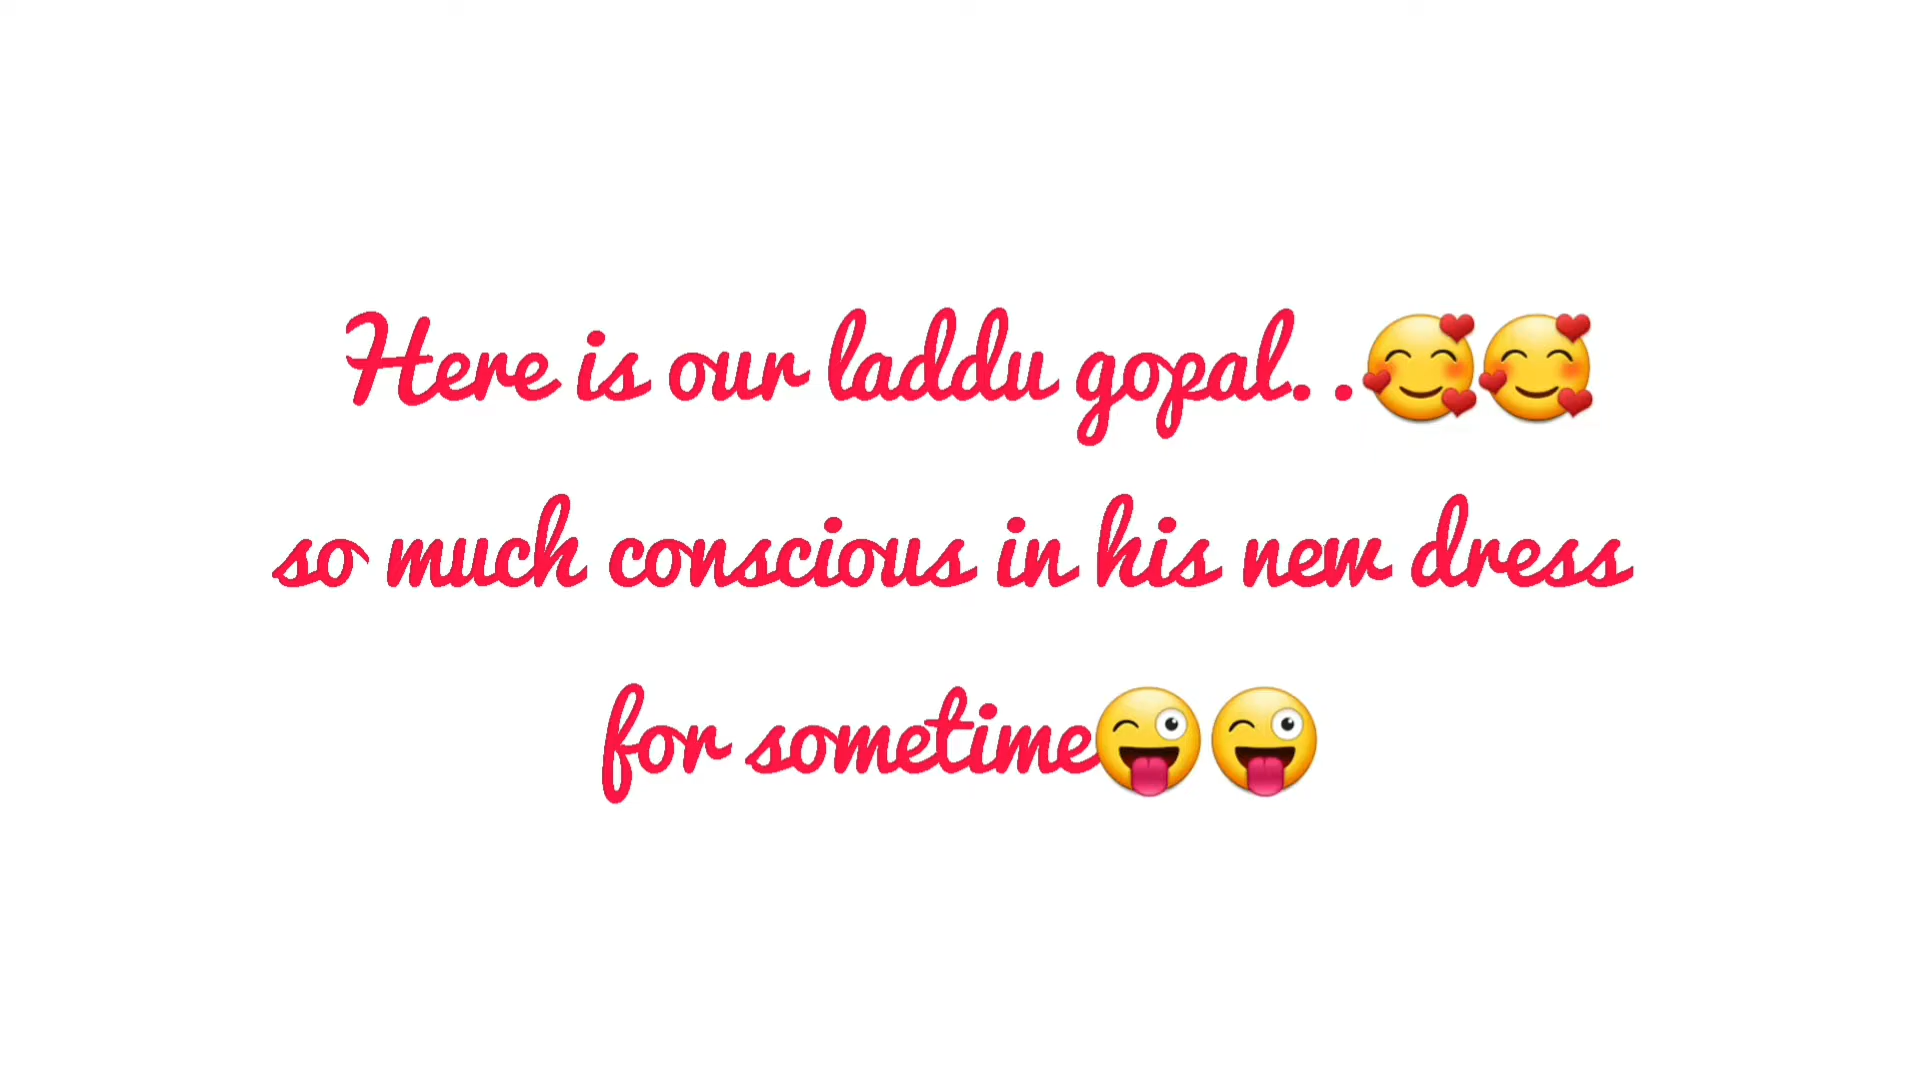 Here is our laddu gopal. .🥰🥰
so much conscious in his new dress
for sometime🤪🤪